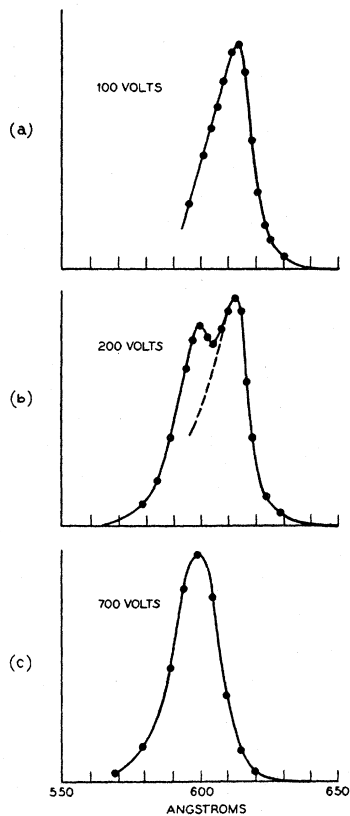 (a)
100 VOLTS
(b)
200 VOLTS
(c)
700 VOLTS
550 600 650
ANGSTROMS